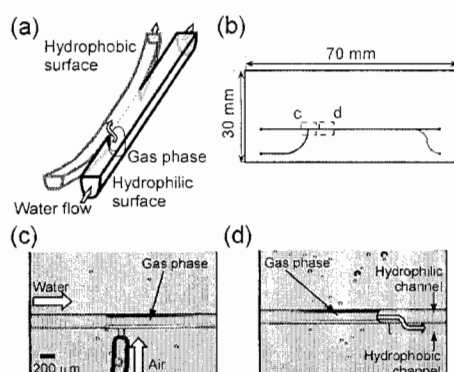 (a)
Hydrophobic
surface
Gas phase
Hydrophilic
surface
Water flow
(b)
70 mm
30 mm
c
d
(c)
Gas phase
Water
200 μm
Air
(d)
Gas phase
Hydrophilic
channel
Hydrophobic
channel